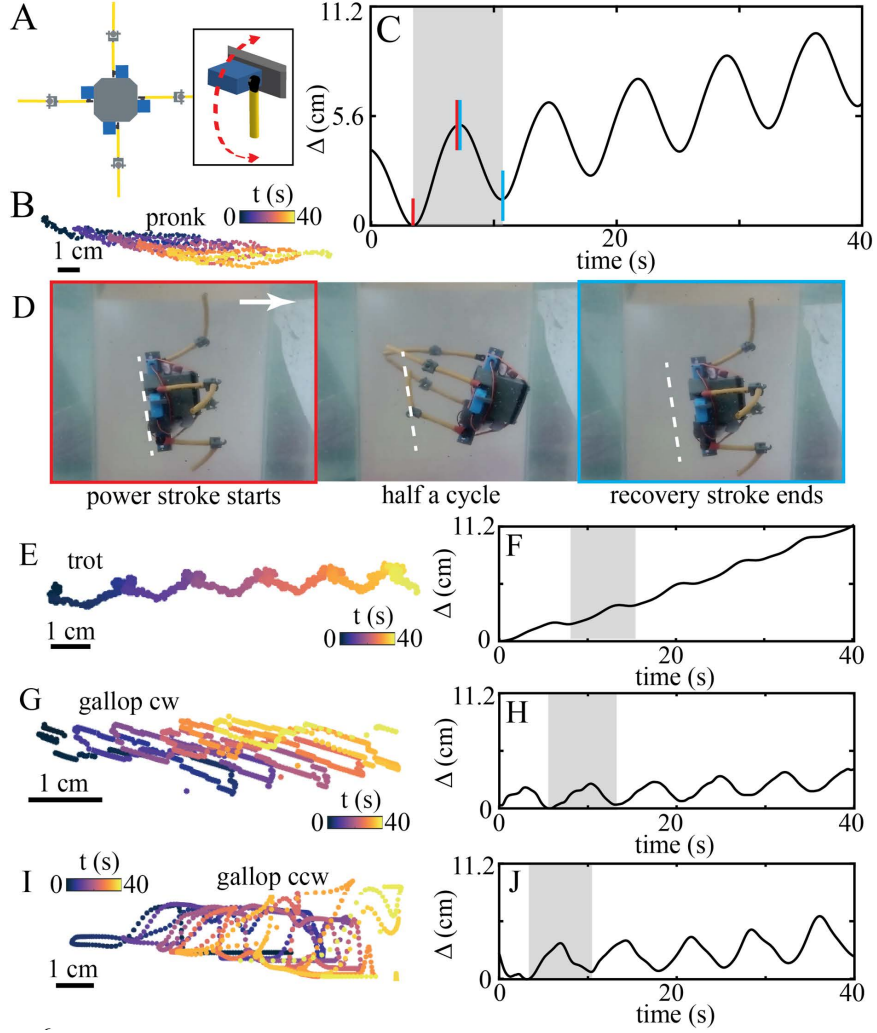 A
B
pronk
t (s)
0
40
1 cm
C
11.2
5.6
0
Δ (cm)
0
20
40
time (s)
D
power stroke starts
half a cycle
recovery stroke ends
E
trot
1 cm
t (s)
0
40
F
11.2
0
Δ (cm)
0
20
40
time (s)
G
gallop cw
1 cm
t (s)
0
40
H
11.2
0
Δ (cm)
0
20
40
time (s)
I
t (s)
0
40
gallop ccw
1 cm
J
11.2
0
Δ (cm)
0
20
40
time (s)